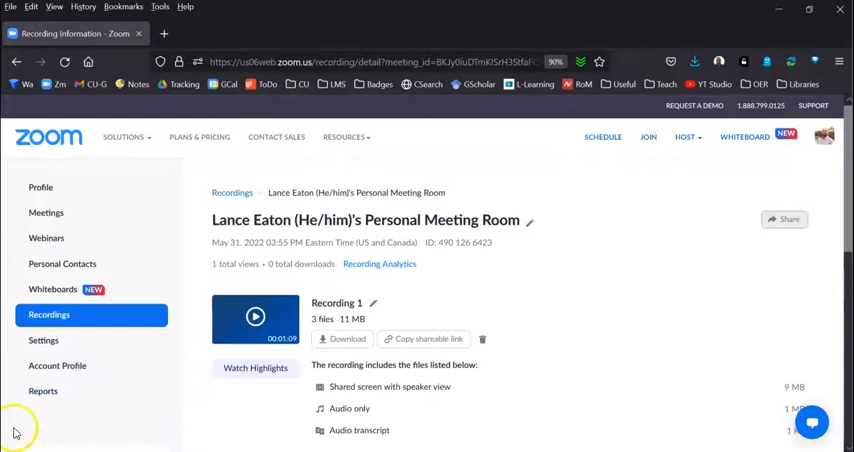 File Edit View History Bookmarks Tools Help
Recording Information - Zoom
https://us06web.zoom.us/recording/detail?meeting_id= 90%
Wa Zm CU-G Notes Tracking GCal ToDo CU LMS Badges CSearch GScholar L-Learning RoM Useful Teach YT Studio OER Libraries
REQUEST A DEMO 1.888.799.0125 SUPPORT
zoom SOLUTIONS PLANS & PRICING CONTACT SALES RESOURCES SCHEDULE JOIN HOST WHITEBOARD NEW
Profile
Meetings
Webinars
Personal Contacts
Whiteboards NEW
Recordings
Settings
Account Profile
Reports
Recordings > Lance Eaton (He/him)'s Personal Meeting Room
Lance Eaton (He/him)'s Personal Meeting Room
Share
May 31, 2022 03:55 PM Eastern Time (US and Canada) ID: 490 126 6423
1 total views • 0 total downloads Recording Analytics
00:01:09
Recording 1
3 files 11 MB
Download Copy shareable link
Watch Highlights
The recording includes the files listed below:
Shared screen with speaker view 9 MB
Audio only 1 MB
Audio transcript 1